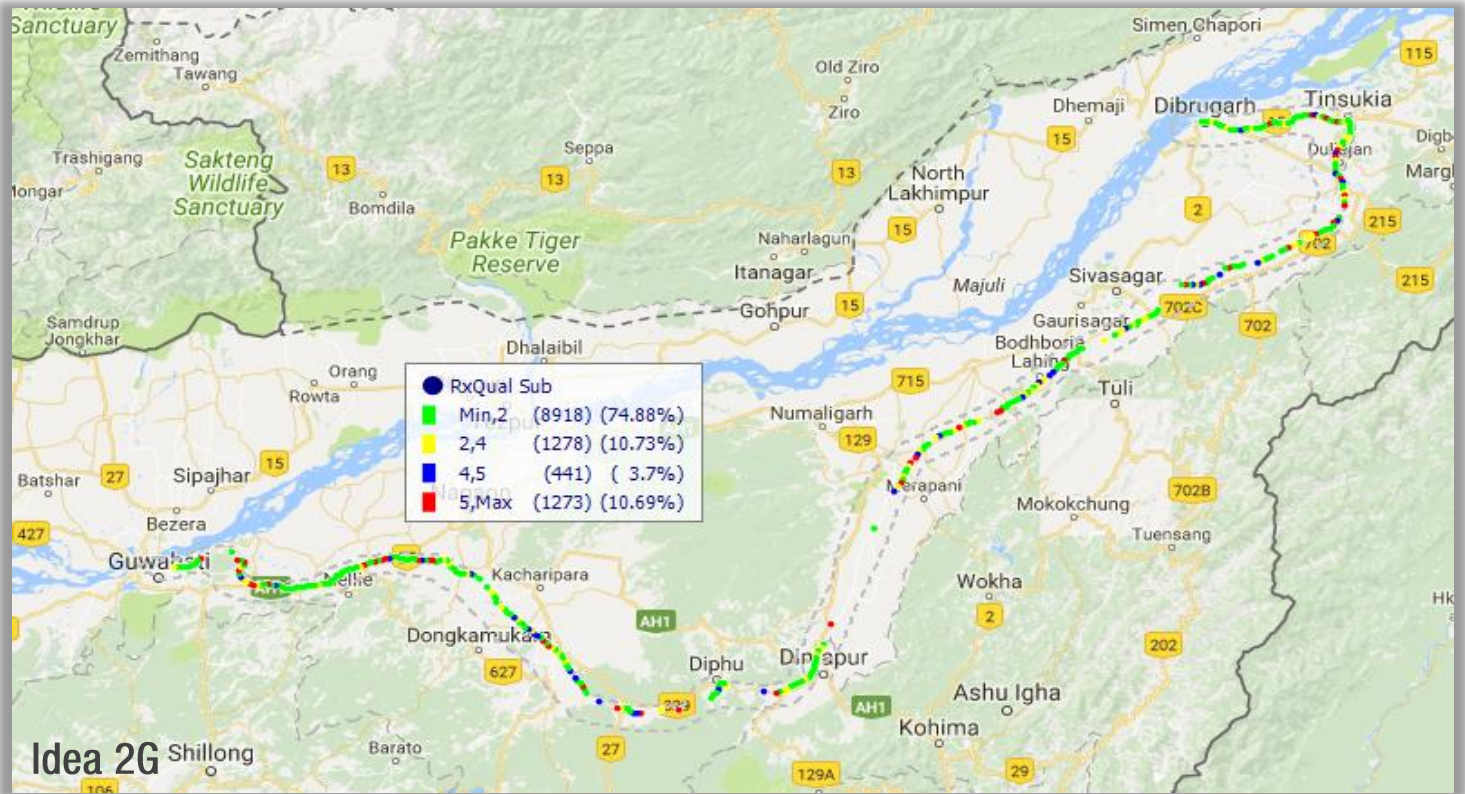 Sanctuary
Simen Chapori
Zemithang
Tawang
115
Old Ziro
Ziro
Dhemaji
Dibrugarh
Tinsukia
15
15
Trashigang
Sakteng
Wildlife
Sanctuary
13
Bomdila
Seppa
13
13
North
Lakhimpur
Duliajan
2
215
Pakke Tiger
Reserve
Naharlagun
15
702
Itanagar
Majuli
Sivasagar
215
Gohpur
15
702C
702
Samdrup
Jongkhar
Gaurisagar
Dhalaibil
Orang
Rowta
RxQual Sub
Min,2 (8918) (74.88%)
2,4 (1278) (10.73%)
4,5 (441) ( 3.7%)
5,Max (1273) (10.69%)
Lahing
715
Tuli
Numaligarh
129
Batshar
27
Sipajhar
15
Merapani
702B
Mokokchung
427
Bezera
Tuensang
Guwahati
Nellie
Kacharipara
Wokha
2
AH1
Dongkamukam
627
Diphu
Dimapur
202
Ashu Igha
AH1
Kohima
Idea 2G
Shillong
Barato
27
129A
29
106